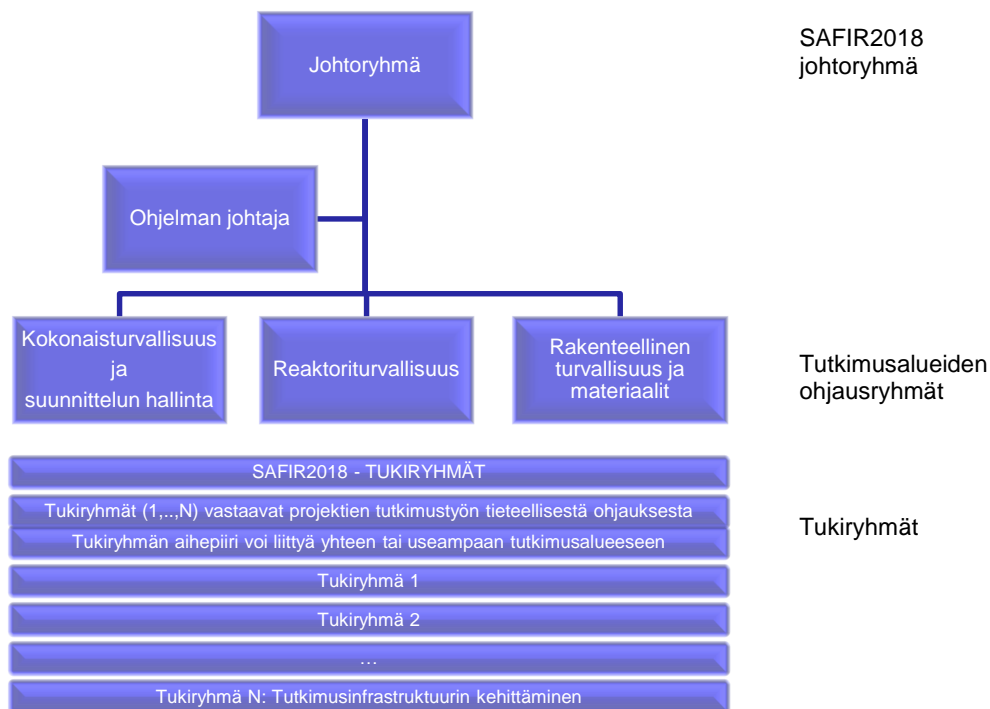 Johtoryhmä
SAFIR2018
johtoryhmä
Ohjelman johtaja
Kokonaisturvallisuus
ja
suunnittelun hallinta
Reaktoriturvallisuus
Rakenteellinen
turvallisuus ja
materiaalit
Tutkimusalueiden
ohjausryhmät
SAFIR2018 - TUKIRYHMÄT
Tukiryhmät (1,..,N) vastaavat projektien tutkimustyön tieteellisestä ohjauksesta
Tukiryhmän aihepiiri voi liittyä yhteen tai useampaan tutkimusalueeseen
Tukiryhmät
Tukiryhmä 1
Tukiryhmä 2
…
Tukiryhmä N: Tutkimusinfrastruktuurin kehittäminen